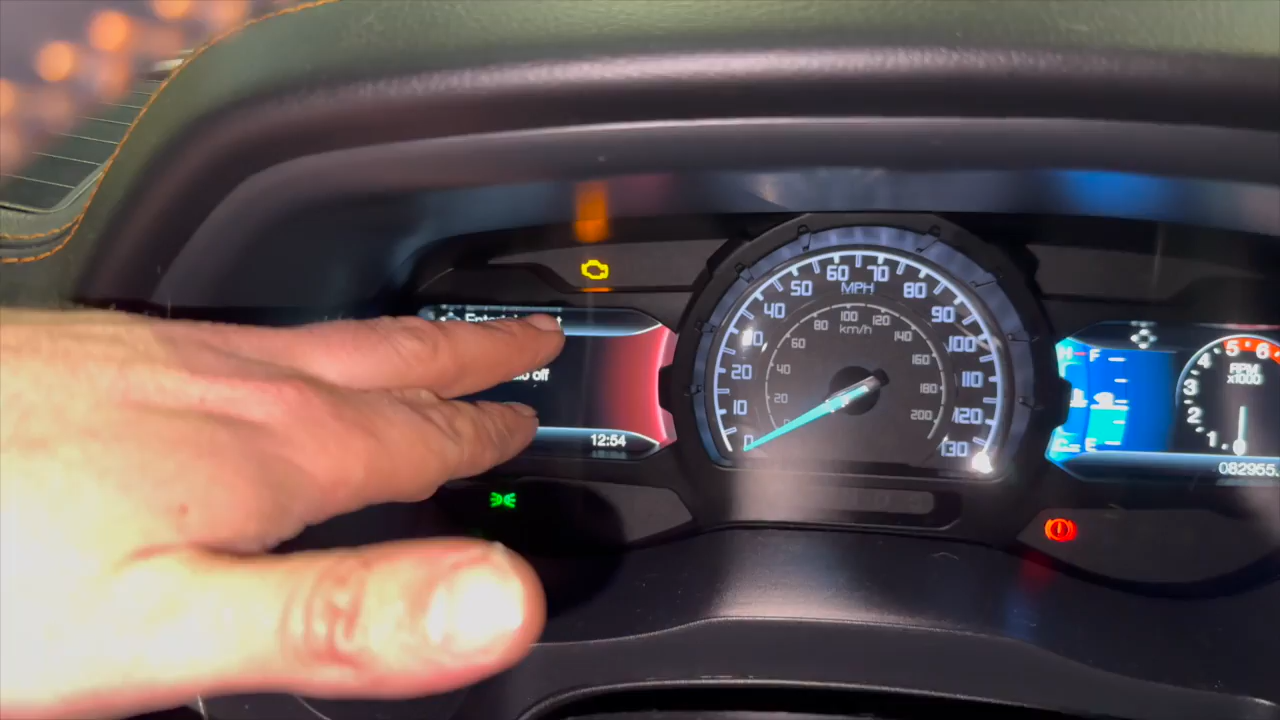 off
12:54
0 10 20 30 40 50 60 70 80 90 100 110 120 130
MPH
20 40 60 80 100 120 140 160 180 200
km/h
H F
C E
1 2 3 4 5 6
RPM
x1000
082955.